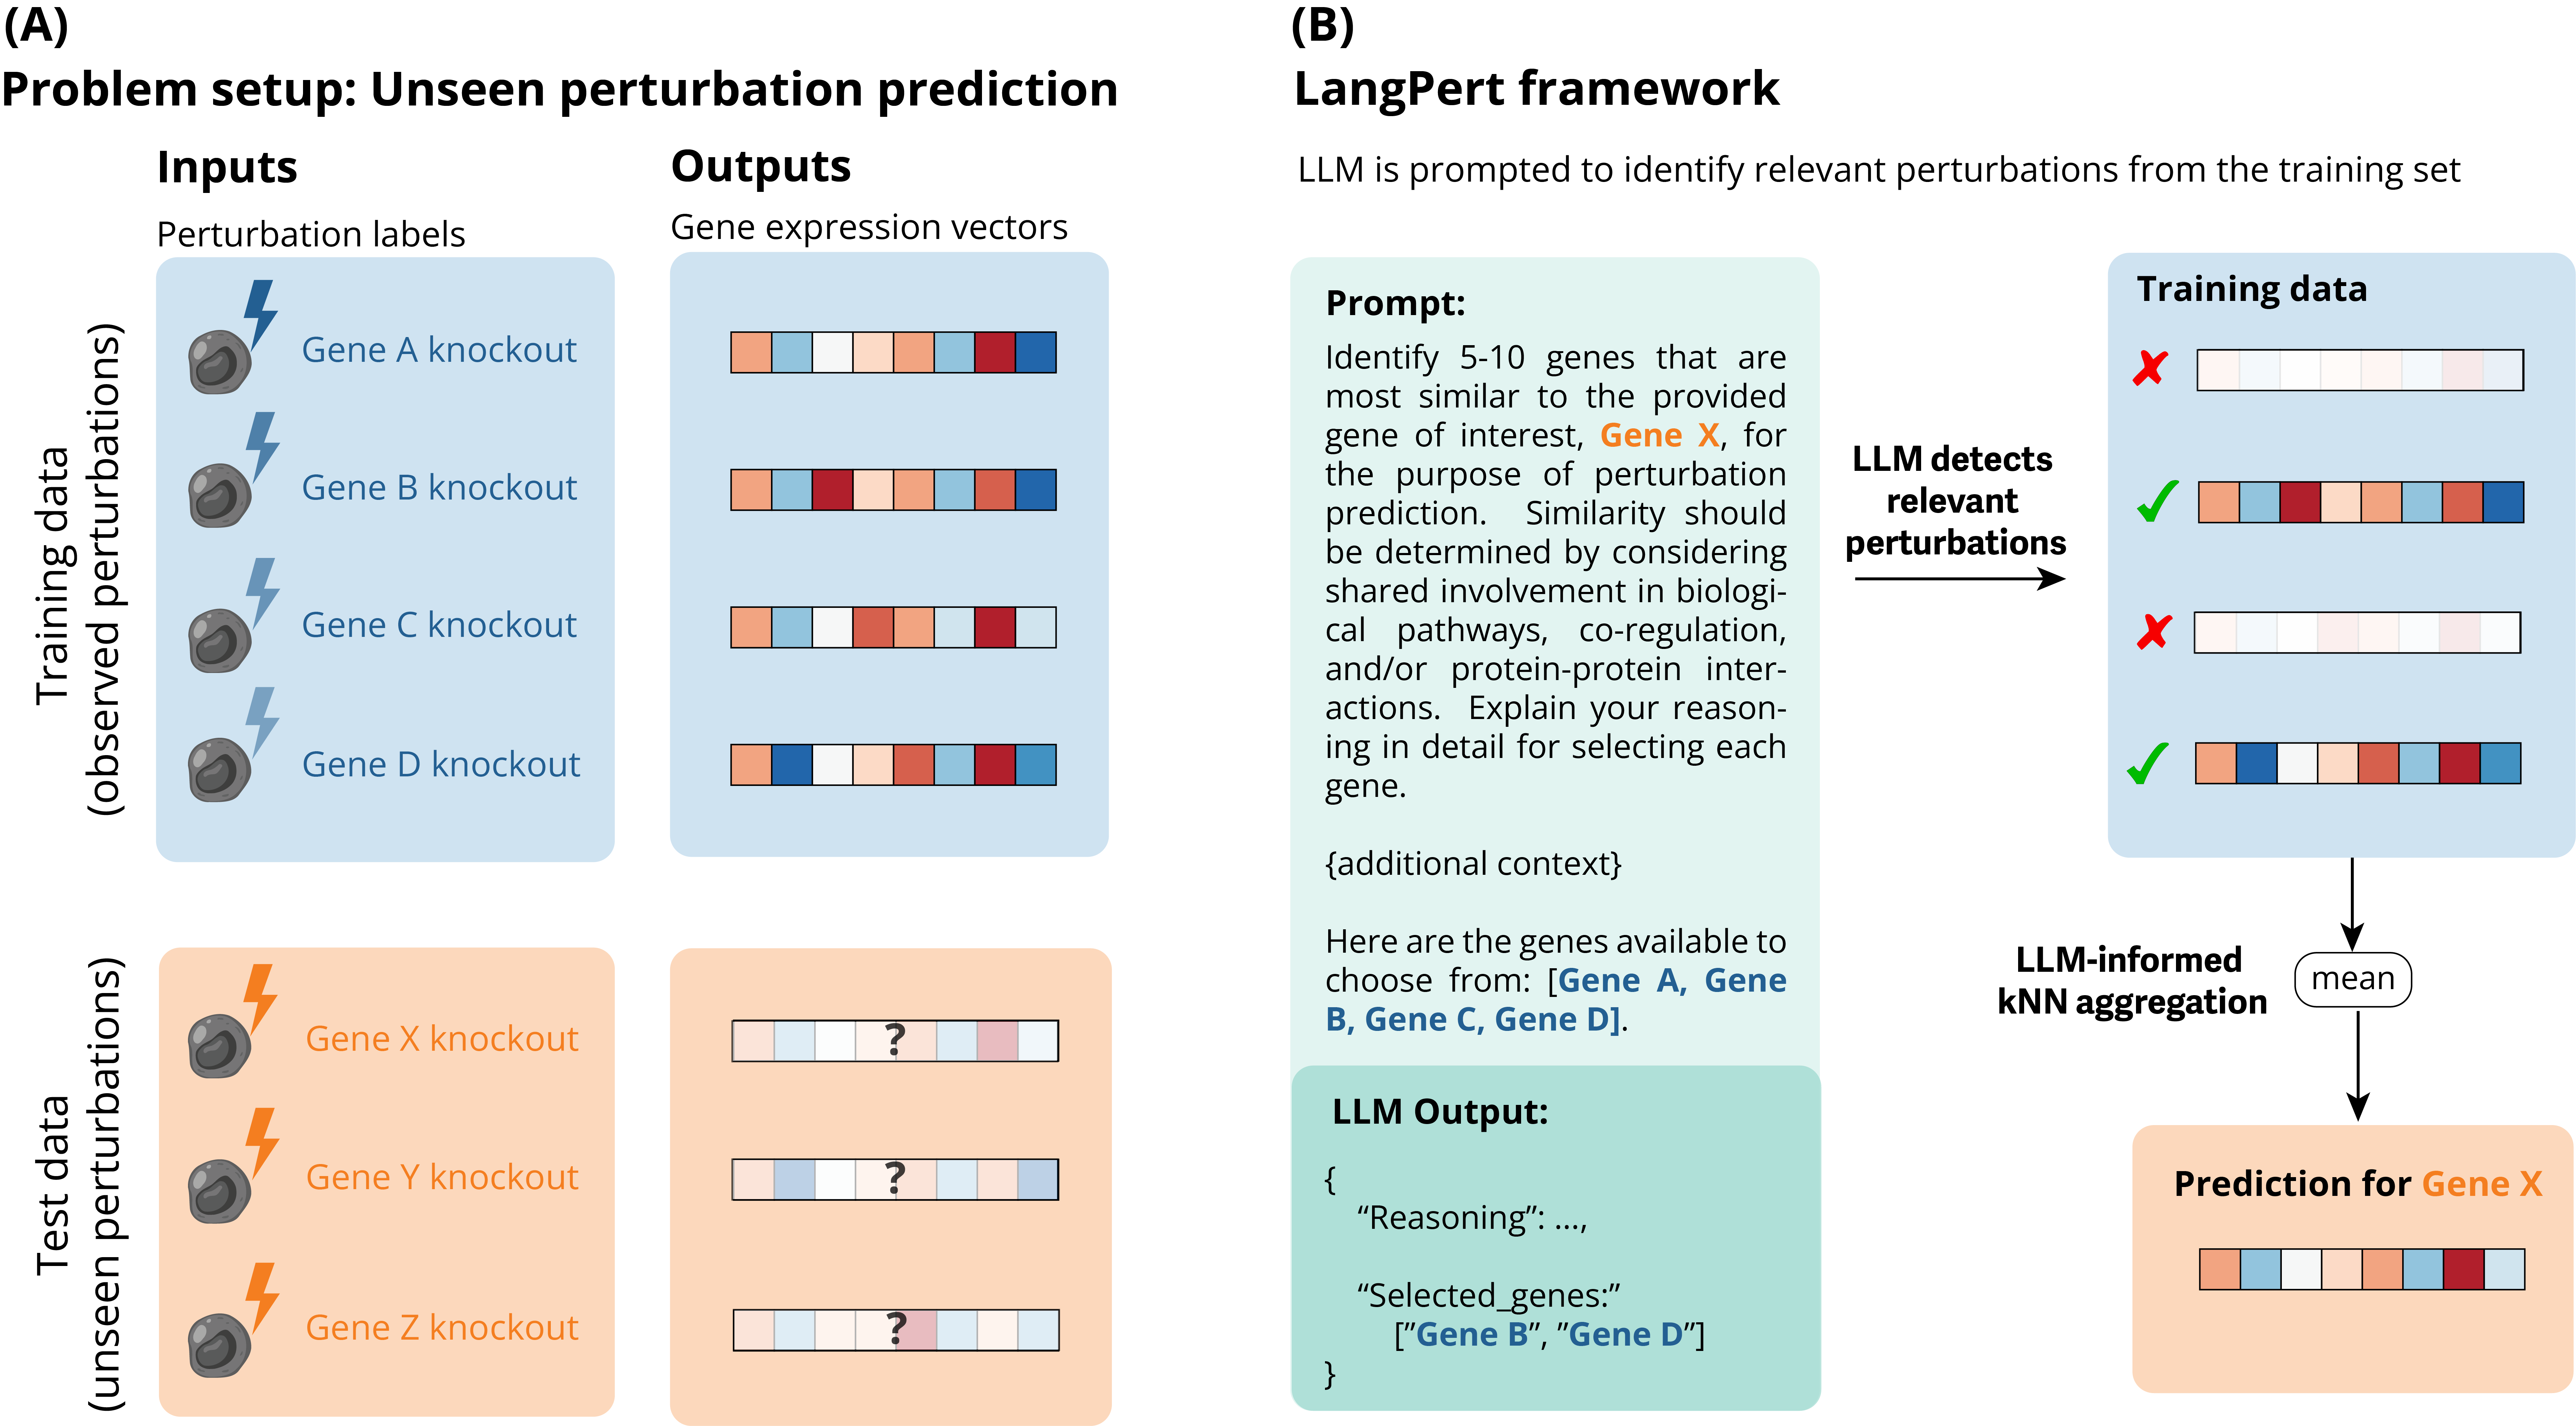 (A)
Problem setup: Unseen perturbation prediction
Inputs
Outputs
Perturbation labels
Gene expression vectors
Training data
(observed perturbations)
Gene A knockout
Gene B knockout
Gene C knockout
Gene D knockout
Test data
(unseen perturbations)
Gene X knockout
?
Gene Y knockout
?
Gene Z knockout
?
(B)
LangPert framework
LLM is prompted to identify relevant perturbations from the training set
Prompt:
Identify 5-10 genes that are
most similar to the provided
gene of interest, Gene X, for
the purpose of perturbation
prediction. Similarity should
be determined by considering
shared involvement in biologi-
cal pathways, co-regulation,
and/or protein-protein inter-
actions. Explain your reason-
ing in detail for selecting each
gene.
{additional context}
Here are the genes available to
choose from: [Gene A, Gene
B, Gene C, Gene D].
LLM Output:
{
“Reasoning”: ...,
“Selected_genes:”
[”Gene B”, ”Gene D”]
}
LLM detects
relevant
perturbations
Training data
✘
✓
✘
✓
LLM-informed
kNN aggregation
mean
Prediction for Gene X